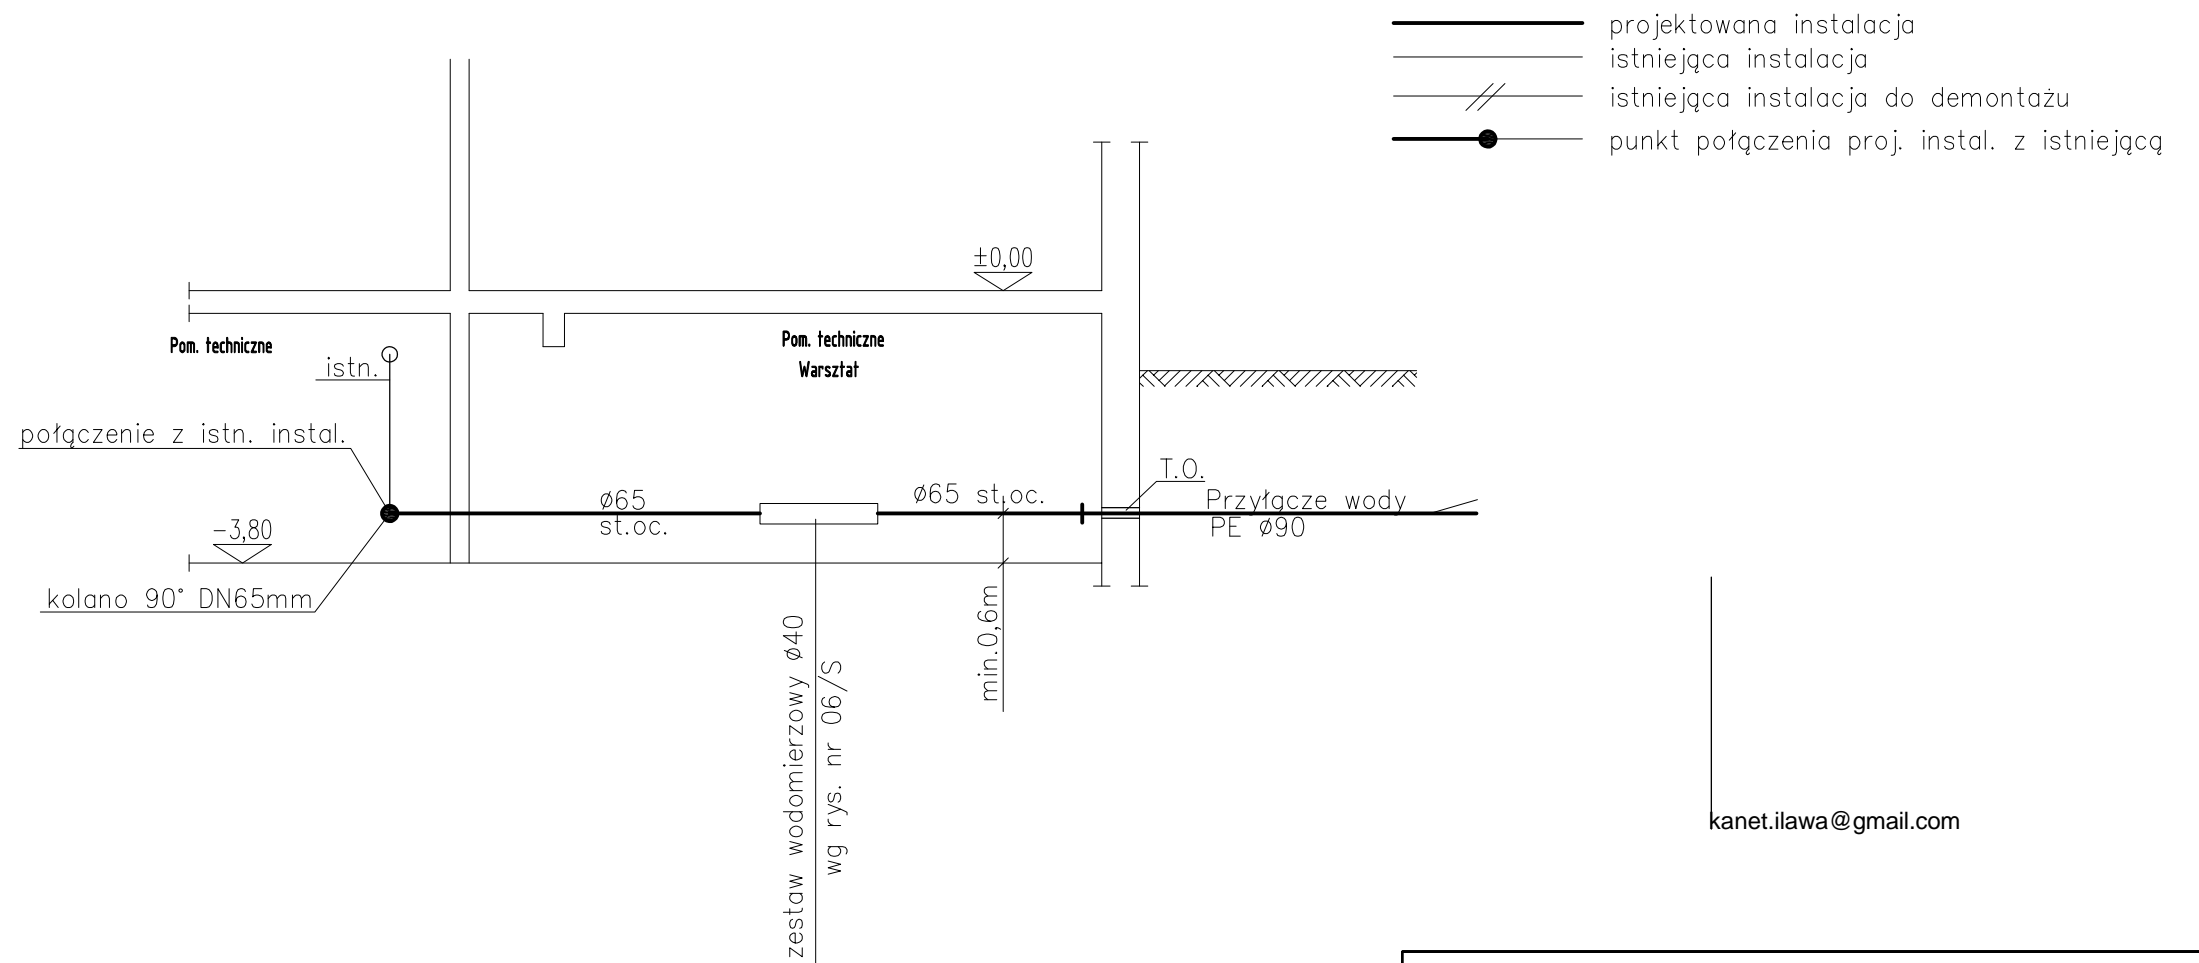 projektowana instalacja
istniejąca instalacja
istniejąca instalacja do demontażu
punkt połączenia proj. instal. z istniejącą
±0,00
Pom. techniczne
Pom. techniczne
Warsztat
istn.
połączenie z istn. instal.
T.O.
Ø65
st.oc.
Ø65 st.oc.
Przyłącze wody
PE Ø90
-3,80
kolano 90° DN65mm
min.0,6m
zestaw wodomierzowy Ø40
wg rys. nr 06/S
kanet.ilawa@gmail.com